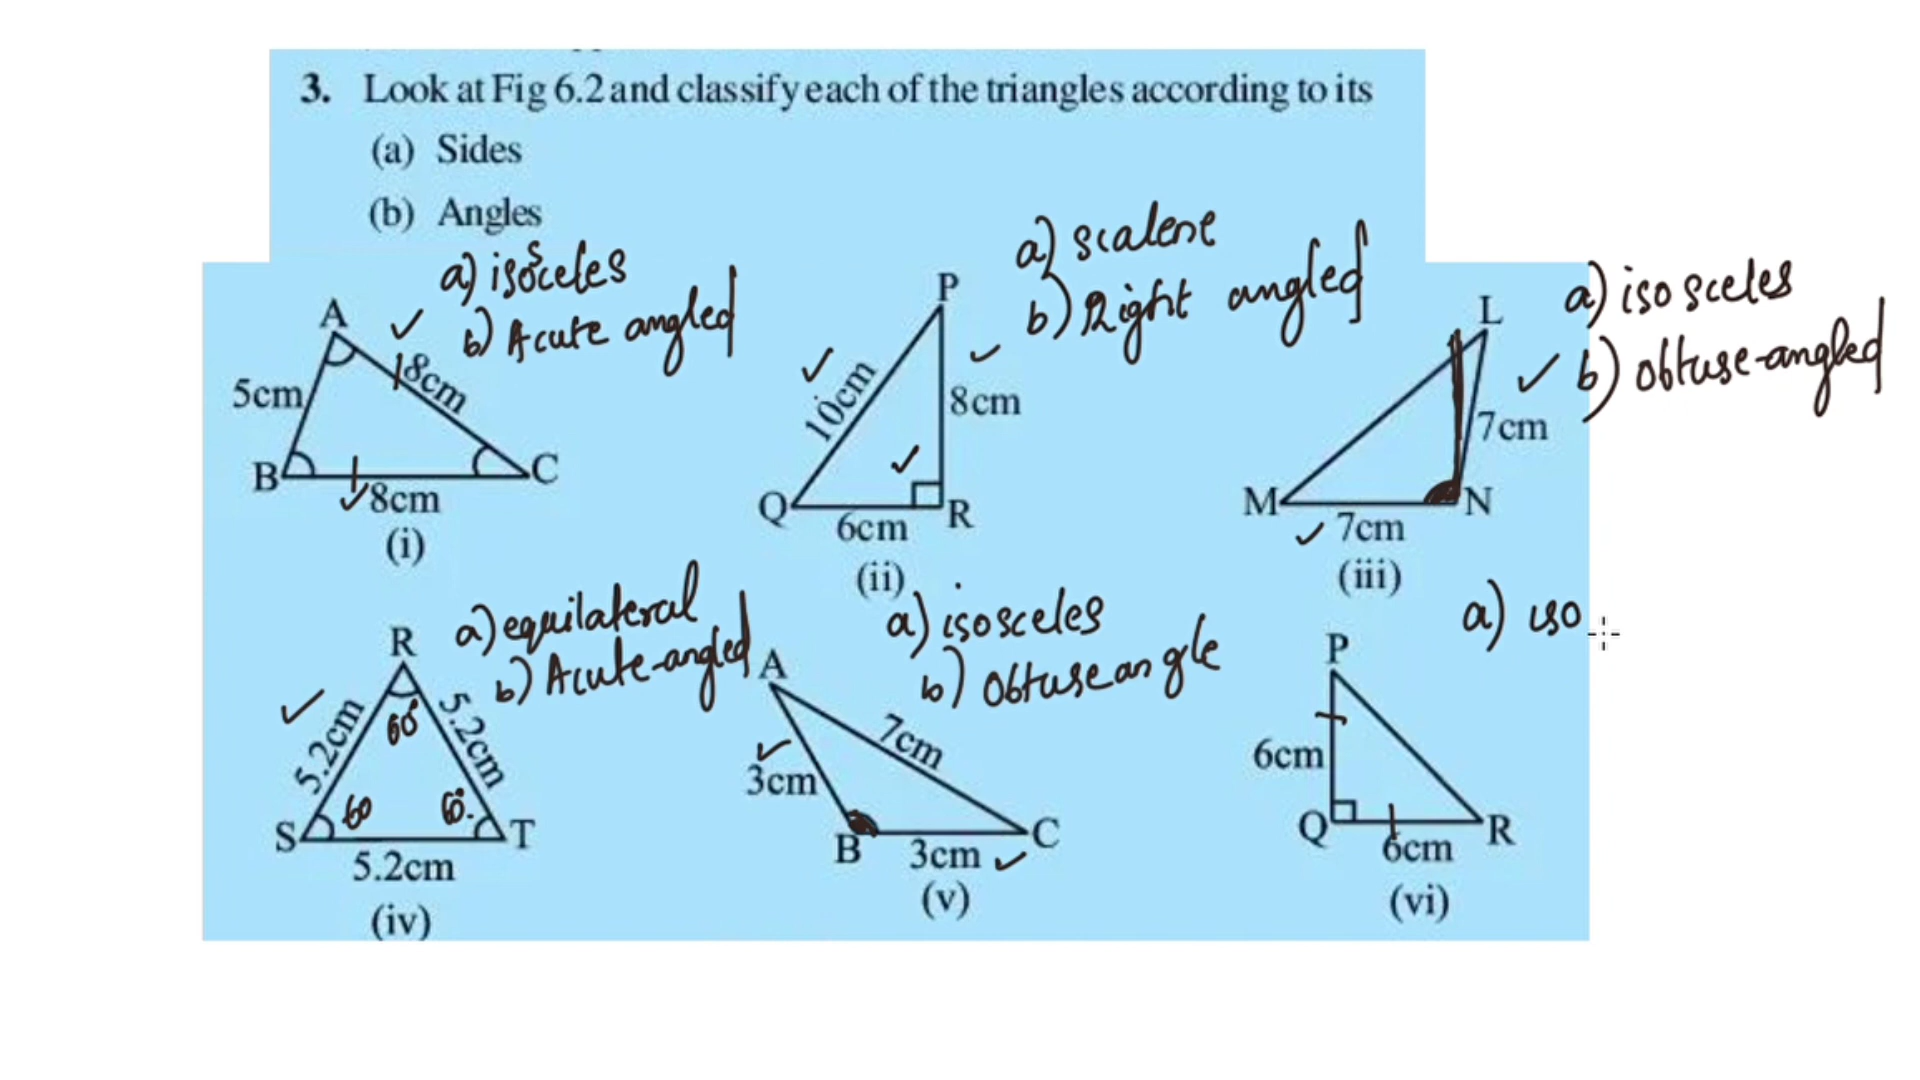 3. Look at Fig 6.2 and classify each of the triangles according to its
(a) Sides
(b) Angles
a) isosceles
b) Acute angled
A
5cm
8cm
B
C
8cm
(i)
a) scalene
b) Right angled
P
10cm
8cm
Q
6cm
R
(ii)
a) isosceles
b) obtuse-angled
L
7cm
M
N
7cm
(iii)
a) equilateral
b) Acute-angled
R
5.2cm
5.2cm
60°
60
60°
S
T
5.2cm
(iv)
a) isosceles
b) Obtuse angle
A
7cm
3cm
B
3cm
C
(v)
a) iso
P
6cm
Q
R
6cm
(vi)